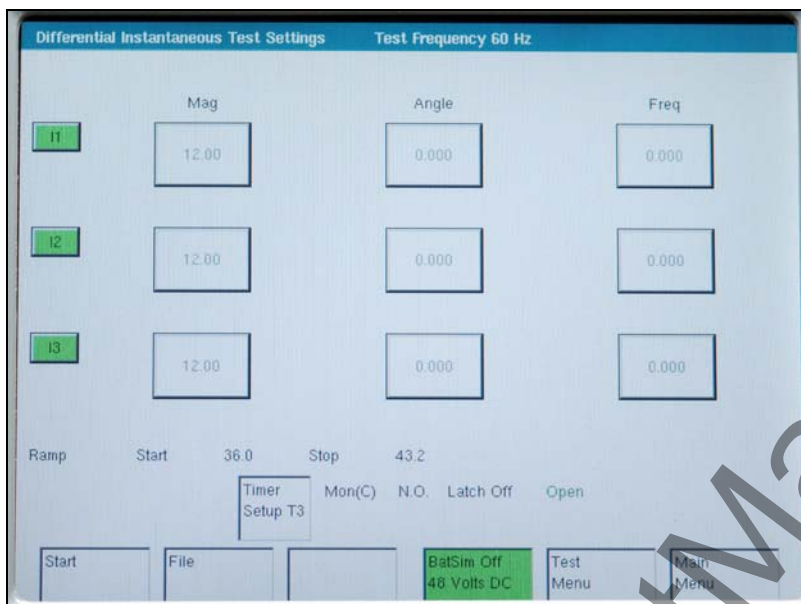 Differential Instantaneous Test Settings Test Frequency 60 Hz
Mag Angle Freq
I1 12.00 0.000 0.000
I2 12.00 0.000 0.000
I3 12.00 0.000 0.000
Ramp Start 36.0 Stop 43.2
Timer Setup T3 Mon(C) N.O. Latch Off Open
Start File BatSim Off Test Main
48 Volts DC Menu Menu